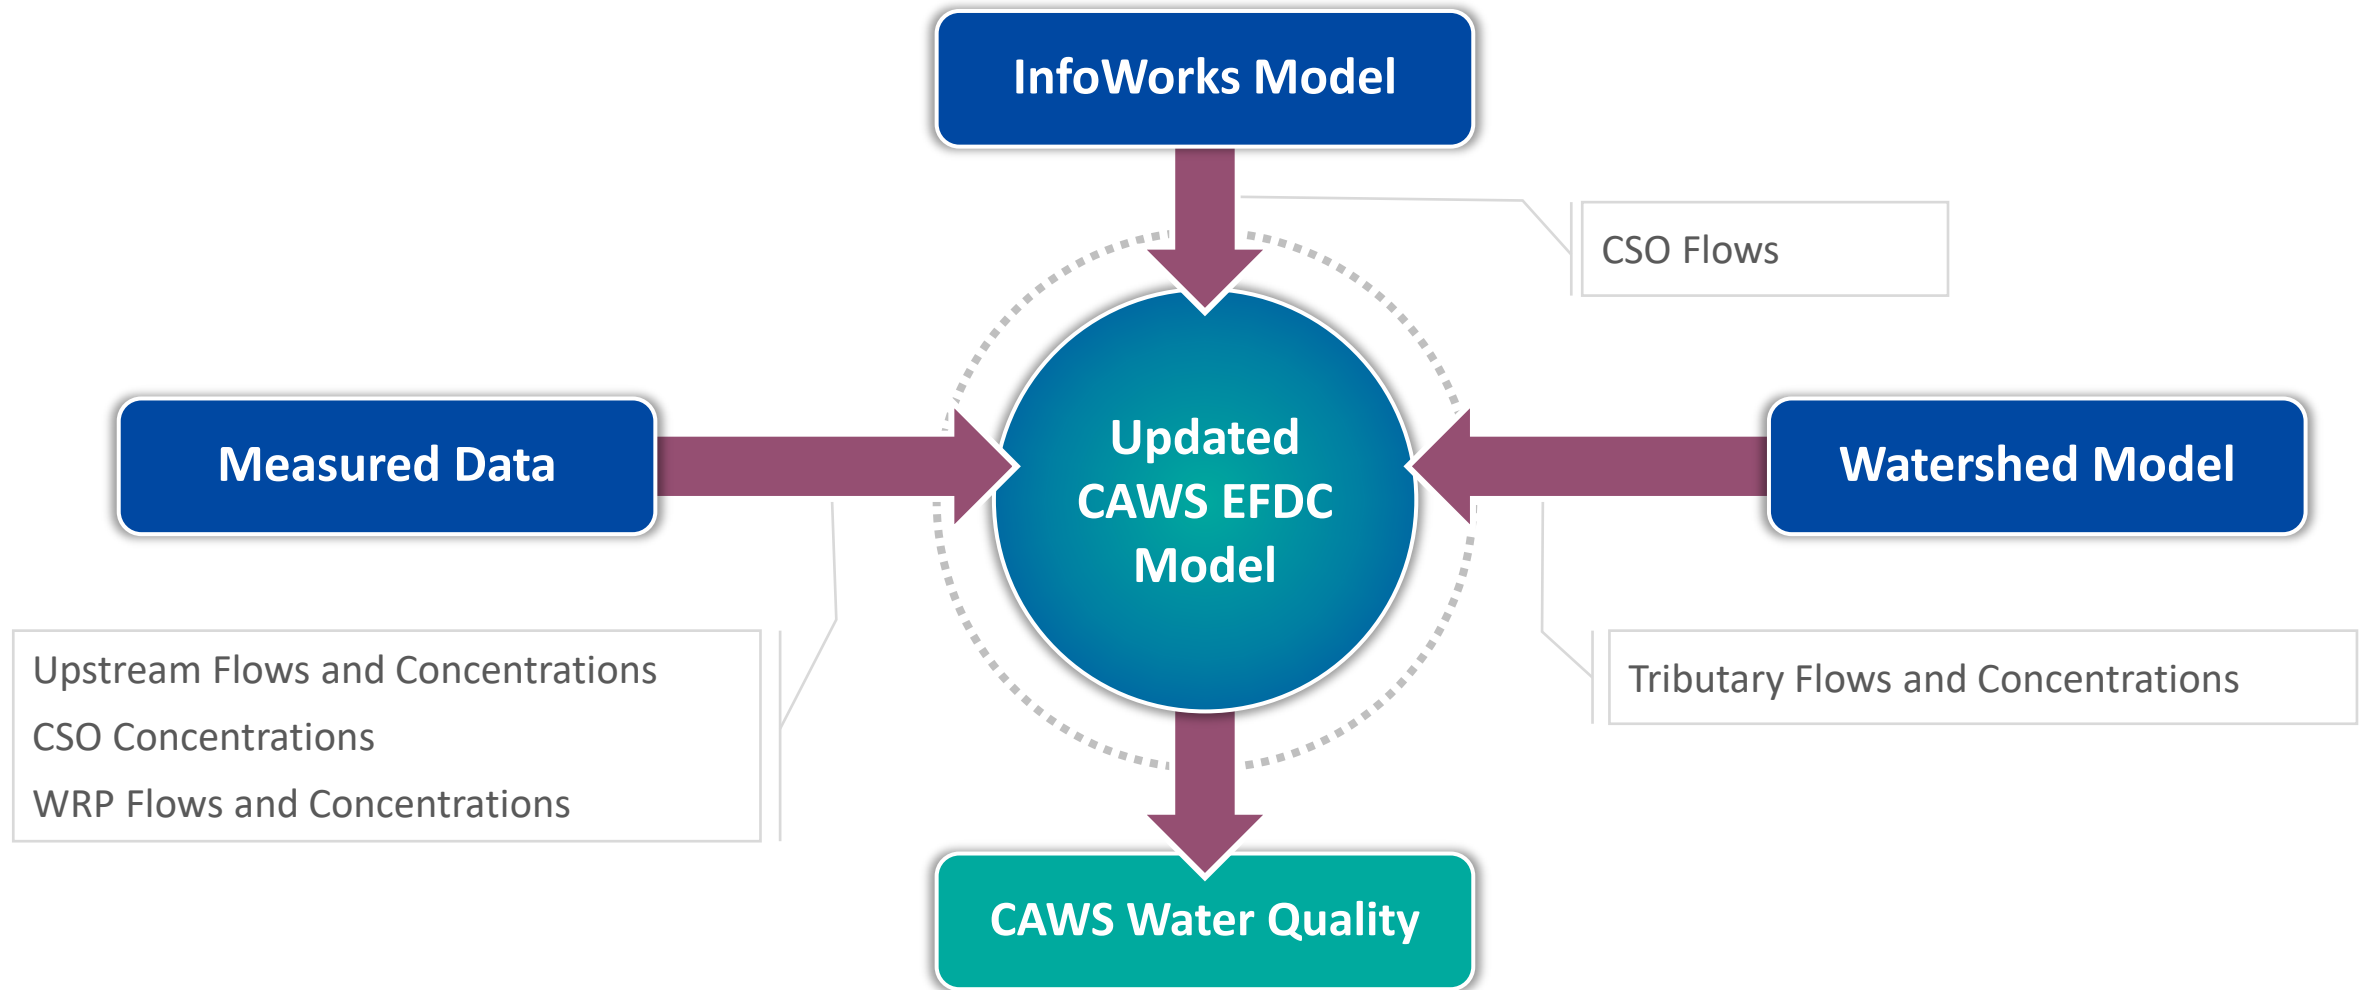 InfoWorks Model
CSO Flows
Measured Data
Updated
CAWS EFDC
Model
Watershed Model
Upstream Flows and Concentrations
CSO Concentrations
WRP Flows and Concentrations
Tributary Flows and Concentrations
CAWS Water Quality